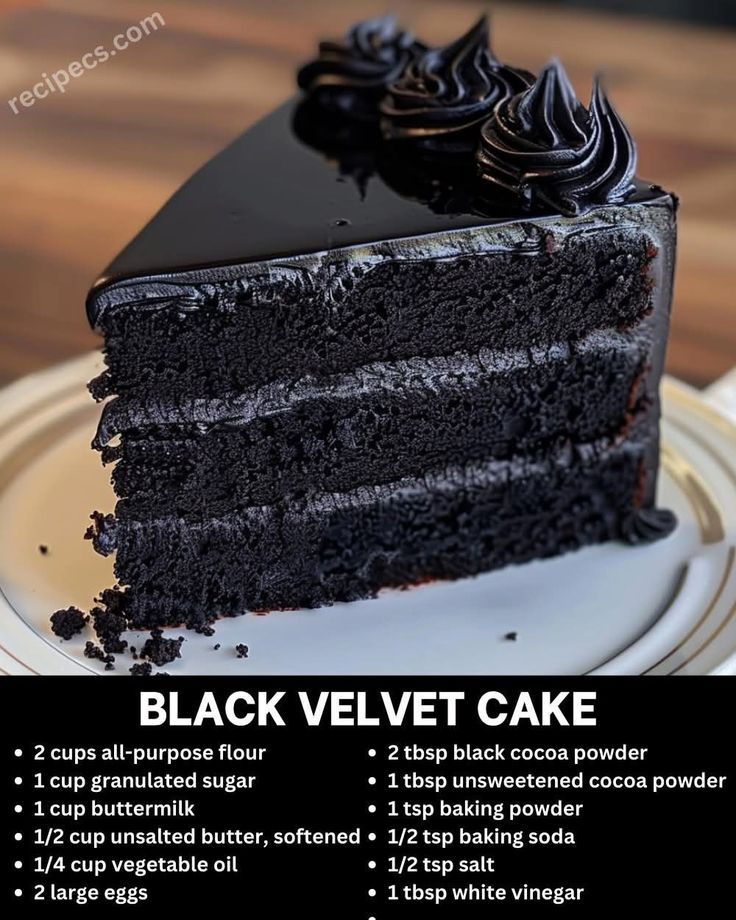 recipecs.com
BLACK VELVET CAKE
• 2 cups all-purpose flour
• 1 cup granulated sugar
• 1 cup buttermilk
• 1/2 cup unsalted butter, softened
• 1/4 cup vegetable oil
• 2 large eggs
• 2 tbsp black cocoa powder
• 1 tbsp unsweetened cocoa powder
• 1 tsp baking powder
• 1/2 tsp baking soda
• 1/2 tsp salt
• 1 tbsp white vinegar
•